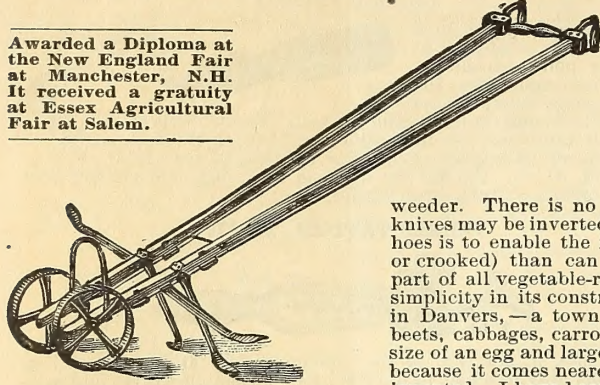 Awarded a Diploma at
the New England Fair
at Manchester, N.H.
It received a gratuity
at Essex Agricultural
Fair at Salem.
weeder. There is no
knives may be inverted
hoes is to enable the
or crooked) than can
part of all vegetable-r
simplicity in its constr
in Danvers, — a town
beets, cabbages, carro
size of an egg and large
because it comes neare